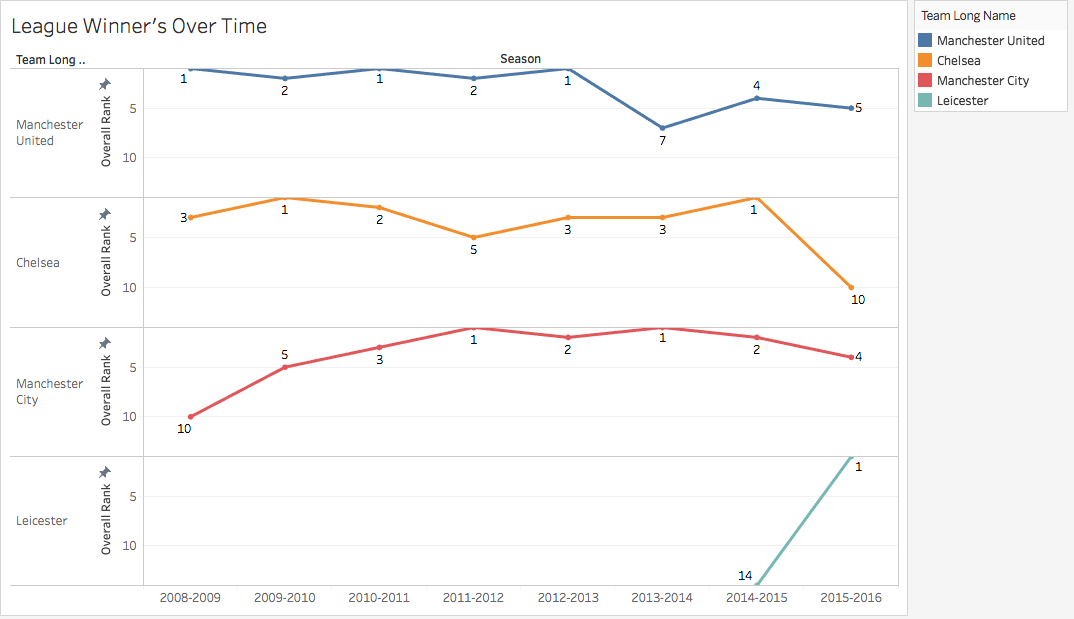 League Winner's Over Time
Team Long ..
Season
Manchester
United
Overall Rank
5
10
1
2
1
2
1
7
4
5
Chelsea
Overall Rank
5
10
3
1
2
5
3
3
1
10
Manchester
City
Overall Rank
5
10
10
5
3
1
2
1
2
4
Leicester
Overall Rank
5
10
14
1
2008-2009 2009-2010 2010-2011 2011-2012 2012-2013 2013-2014 2014-2015 2015-2016
Team Long Name
Manchester United
Chelsea
Manchester City
Leicester